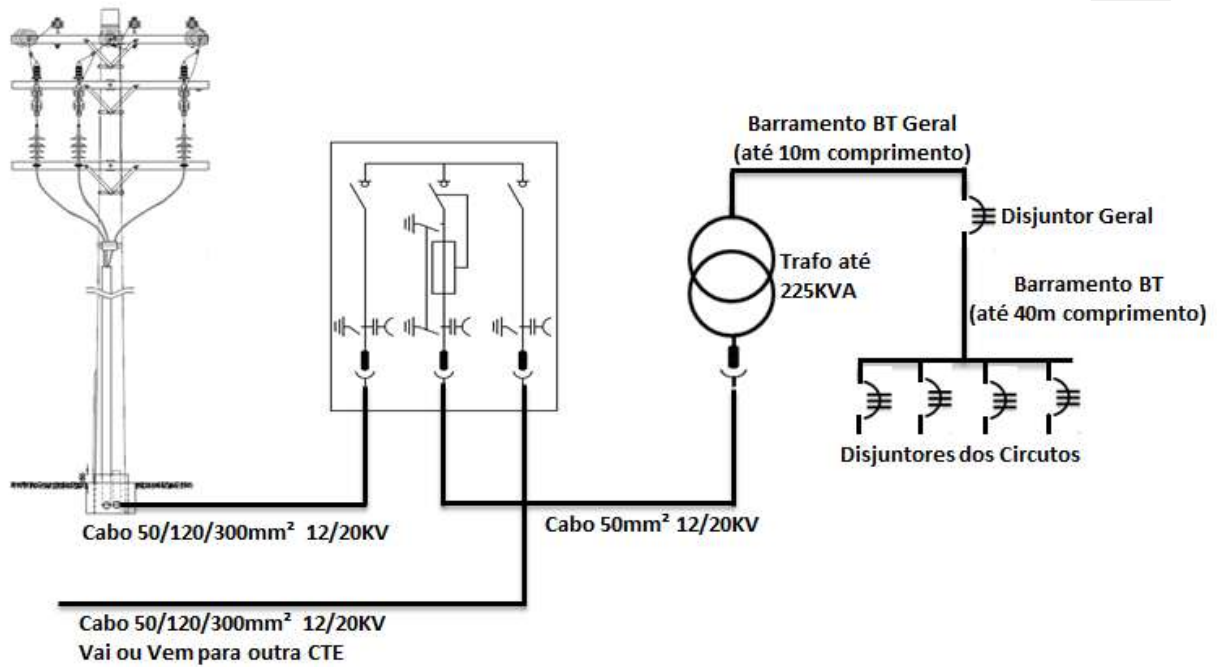 Barramento BT Geral
(até 10m comprimento)
Disjuntor Geral
Trafo até
225KVA
Barramento BT
(até 40m comprimento)
Disjuntores dos Circutos
Cabo 50/120/300mm² 12/20KV
Cabo 50mm² 12/20KV
Cabo 50/120/300mm² 12/20KV
Vai ou Vem para outra CTE